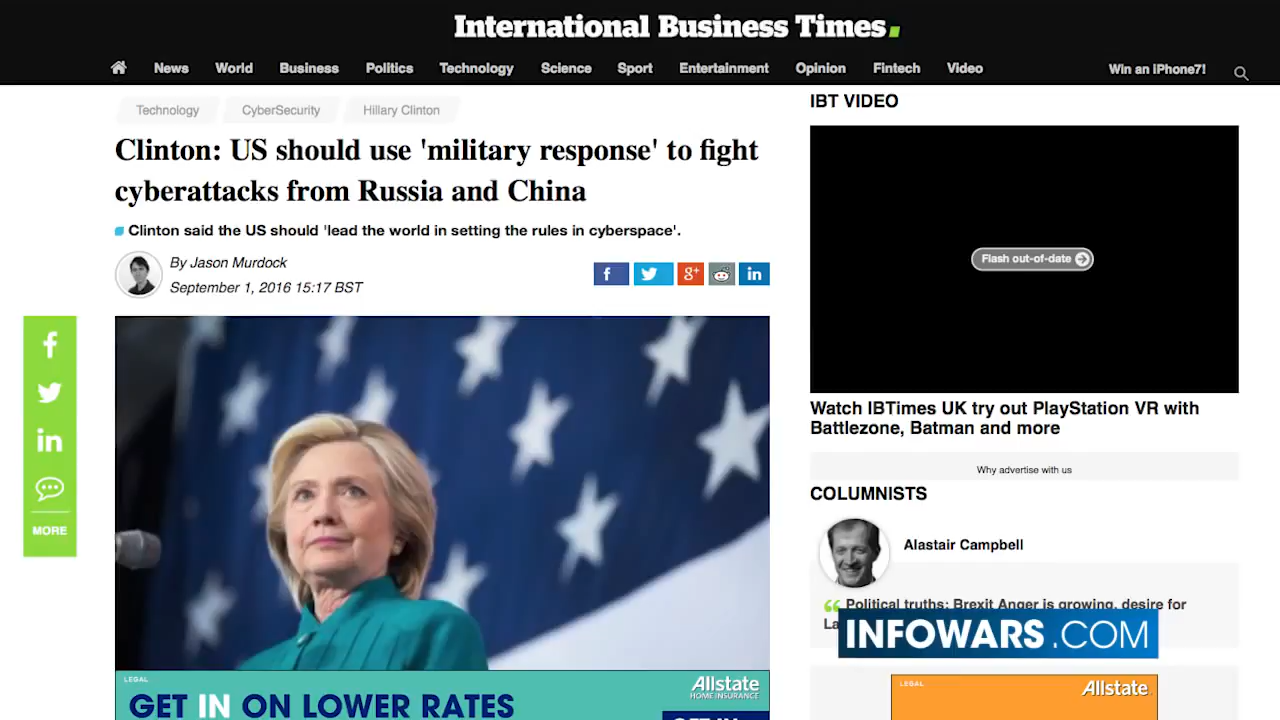 International Business Times.
News World Business Politics Technology Science Sport Entertainment Opinion Fintech Video Win an iPhone7!
Technology CyberSecurity Hillary Clinton
Clinton: US should use 'military response' to fight
cyberattacks from Russia and China
Clinton said the US should 'lead the world in setting the rules in cyberspace'.
By Jason Murdock
September 1, 2016 15:17 BST
f g+ in
f
in
MORE
LEGAL
Allstate
HOME INSURANCE
GET IN ON LOWER RATES
GET IN
IBT VIDEO
Flash out-of-date
Watch IBTimes UK try out PlayStation VR with
Battlezone, Batman and more
Why advertise with us
COLUMNISTS
Alastair Campbell
Political truths: Brexit Anger is growing, desire for
La
INFOWARS.COM
LEGAL
Allstate